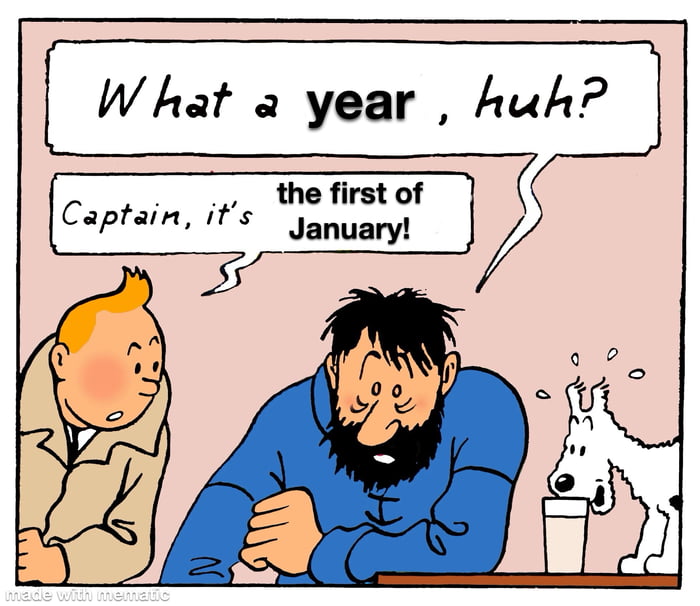 What a year, huh?
Captain, it's the first of
January!
made with mematic